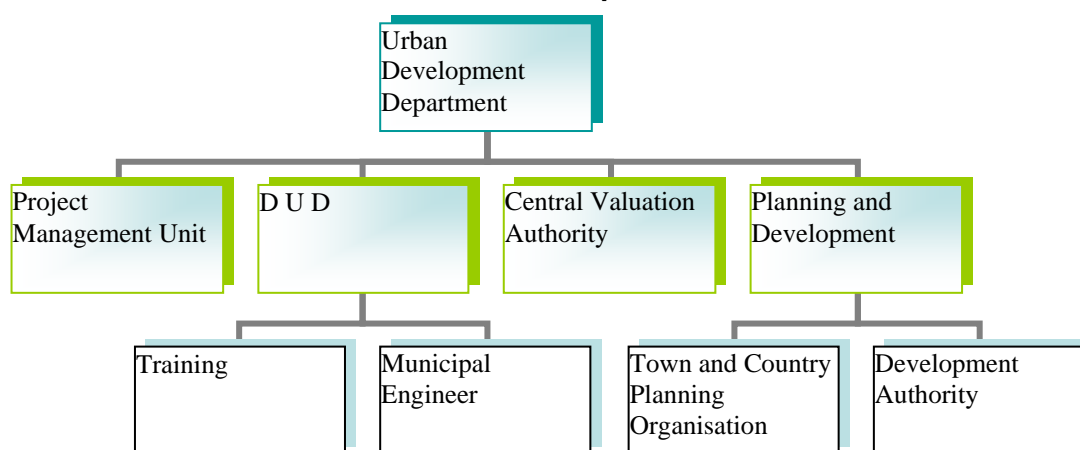 Urban
Development
Department
Project
Management Unit
D U D
Central Valuation
Authority
Planning and
Development
Training
Municipal
Engineer
Town and Country
Planning
Organisation
Development
Authority